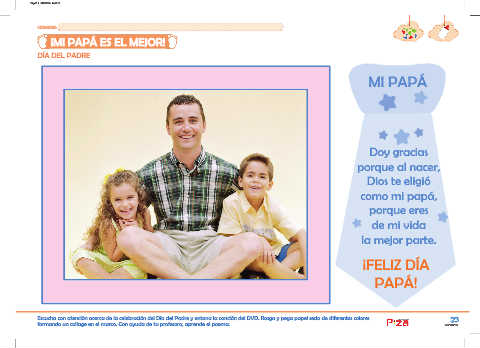 ¡MI PAPÁ ES EL MEJOR!
DÍA DEL PADRE
MI PAPÁ
Doy gracias
porque al nacer,
Dios te eligió
como mi papá,
porque eres
de mi vida
la mejor parte.
¡FELIZ DÍA
PAPÁ!
Escucha con atención acerca de la celebración del Día del Padre y entona la canción del DVD. Rasga y pega papel seda de diferentes colores
formando un collage en el marco. Con ayuda de tu profesora, aprende el poema.